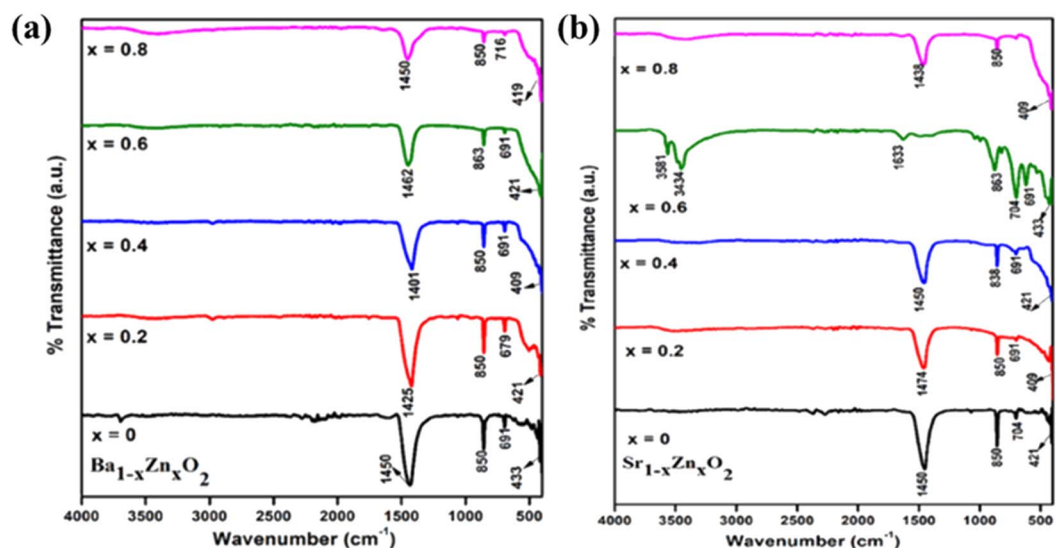 (a)
x = 0.8
1450
850
716
419
x = 0.6
1462
863
691
421
x = 0.4
1401
850
691
409
x = 0.2
1425
850
679
421
x = 0
Ba1-xZnxO2
1450
850
691
433
% Transmittance (a.u.)
4000 3500 3000 2500 2000 1500 1000 500
Wavenumber (cm-1)
(b)
x = 0.8
1438
850
409
3581
3434
1633
863
704
691
433
x = 0.6
x = 0.4
1450
838
691
421
x = 0.2
1474
850
691
409
x = 0
Sr1-xZnxO2
1450
850
704
421
% Transmittance (a.u.)
4000 3500 3000 2500 2000 1500 1000 500
Wavenumber (cm-1)